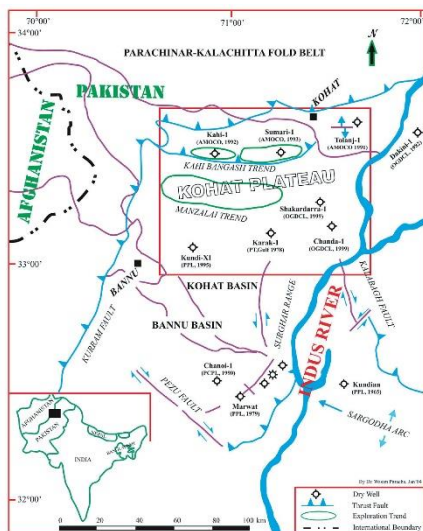 70°00'
71°00'
72°00'
34°00'
PARACHINAR-KALACHITTA FOLD BELT
N
PAKISTAN
AFGHANISTAN
KOHAT
Kahi-1
(AMOCO, 1992)
Sumari-1
(AMOCO, 1993)
Tolanj-1
(AMOCO 1991)
Dakini-1
(OGDCL, 1982)
KAHI BANGASH TREND
KOHAT PLATEAU
MANZALAI TREND
Shakardarra-1
(OGDCL, 1999)
Karak-1
Chanda-1
(OGDCL, 1999)
Kundi-X1
(PPL, 1995)
33°00'
BANNU
KOHAT BASIN
BANNU BASIN
KURRAM FAULT
SURGHAR RANGE
KALABAGH FAULT
INDUS RIVER
Chanoi-1
(PCPL, 1990)
PEZU FAULT
Marwat
(PPL, 1979)
Kundian
(PPL, 1965)
SARGODHA ARC
AFGHANISTAN
PAKISTAN
INDIA
32°00'
0 20 40 60 80 100 km
Dry Well
Thrust Fault
Exploration Trend
International Boundary